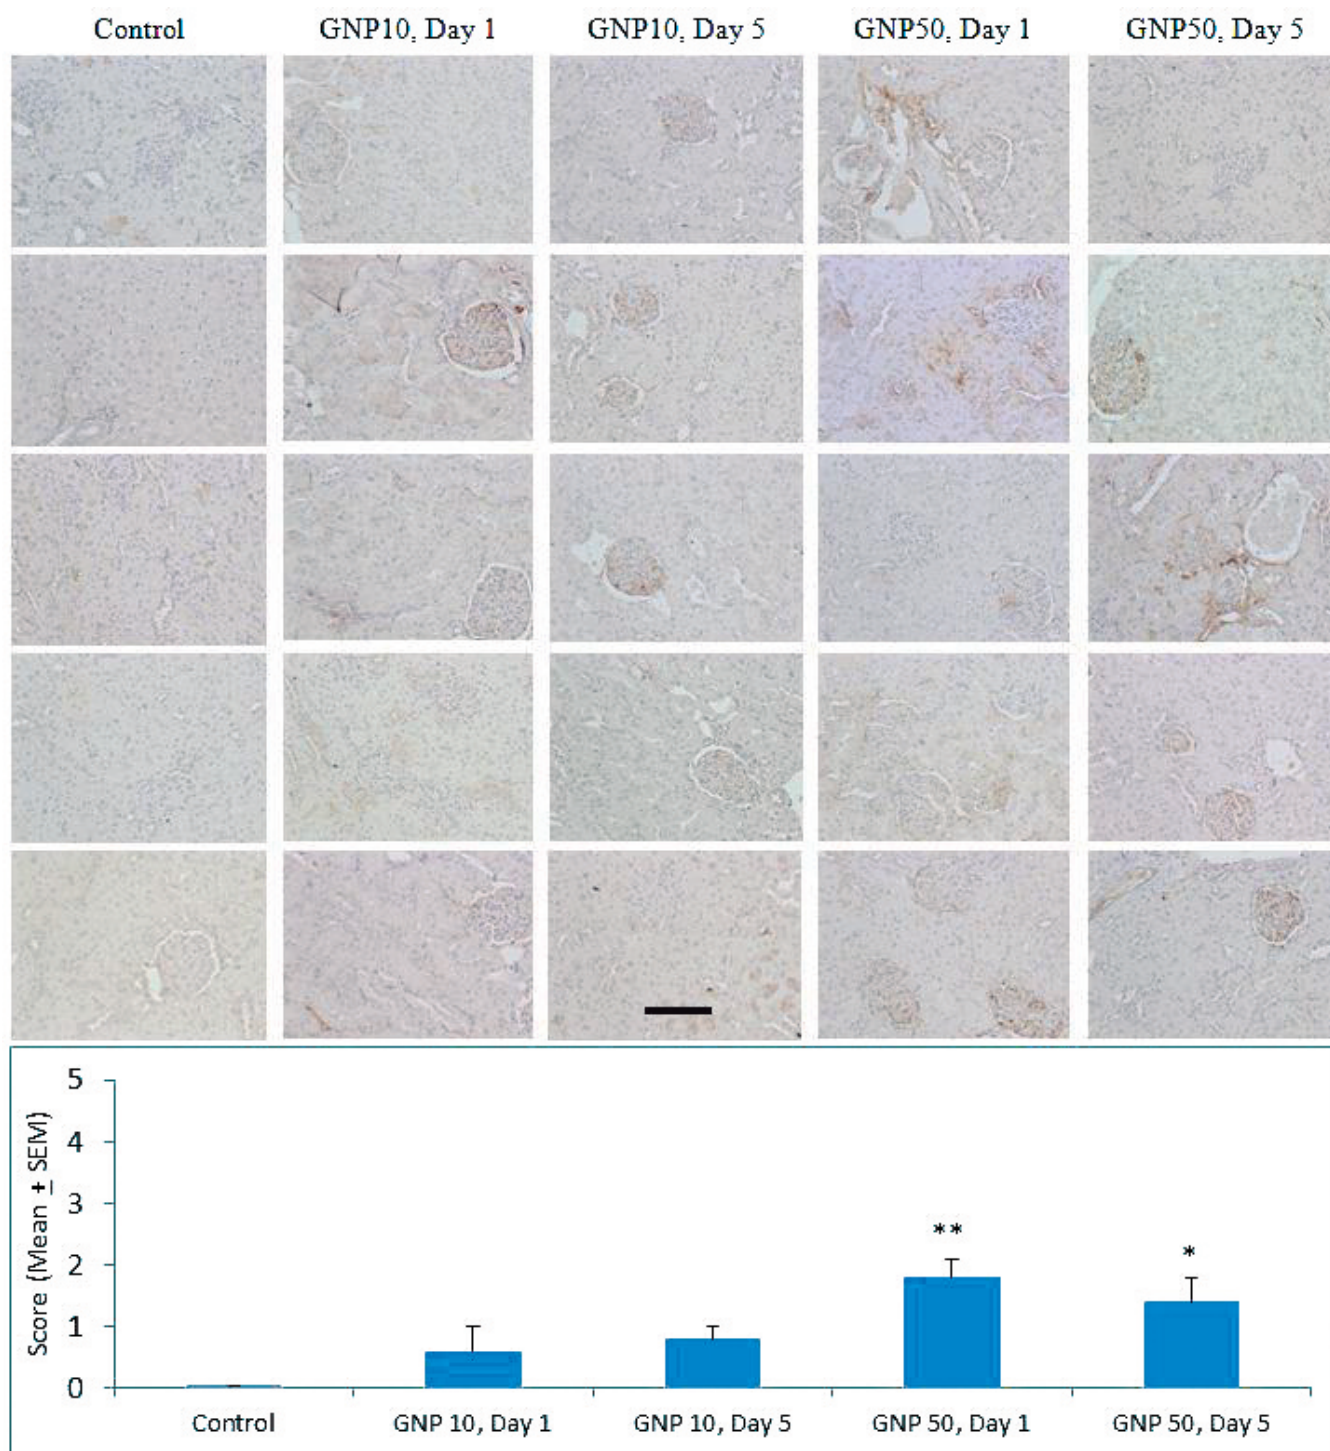 Control GNP10, Day 1 GNP10, Day 5 GNP50, Day 1 GNP50, Day 5
Score (Mean ± SEM)
5
4
3
2
1
0
**
*
Control GNP 10, Day 1 GNP 10, Day 5 GNP 50, Day 1 GNP 50, Day 5